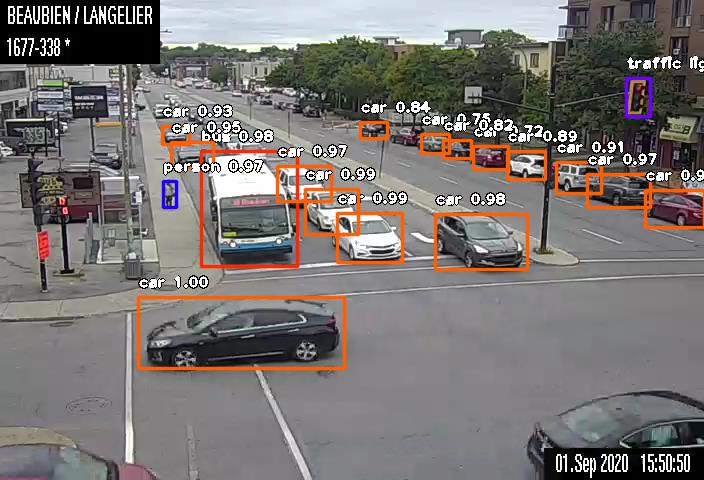 BEAUBIEN / LANGELIER
1677-338 *
traffic lig
car 0.93
car 0.84
car 0.95
bus 0.98
car 0.75
car 0.82
car 0.72
car 0.89
car 0.91
person 0.97
car 0.97
car 0.97
car 0.99
car 0.9
car 0.99
car 0.98
car 1.00
01.Sep 2020 15:50:50